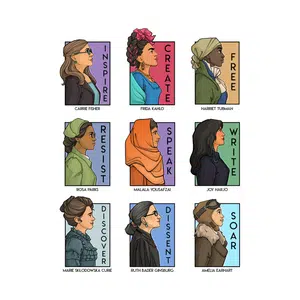 INSPIRE
CREATE
FREE
CARRIE FISHER
FRIDA KAHLO
HARRIET TUBMAN
RESIST
SPEAK
WRITE
ROSA PARKS
MALALA YOUSAFZAI
JOY HARJO
DISCOVER
DISSENT
SOAR
MARIE SKLODOWSKA CURIE
RUTH BADER GINSBURG
AMELIA EARHART